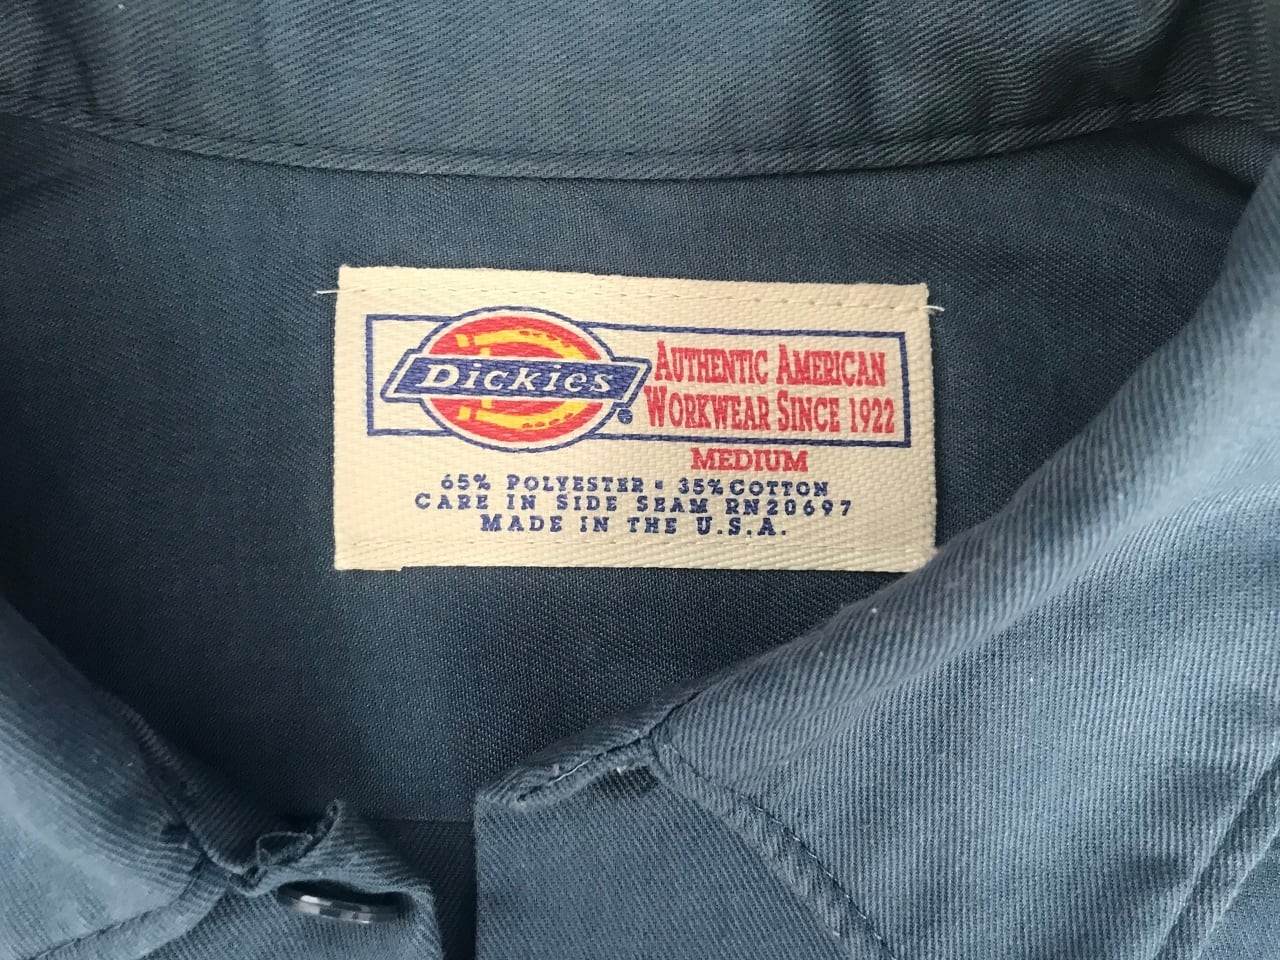 Dickies
AUTHENTIC AMERICAN
WORKWEAR SINCE 1922
MEDIUM
65% POLYESTER • 35% COTTON
CARE IN SIDE SEAM RN20697
MADE IN THE U.S.A.